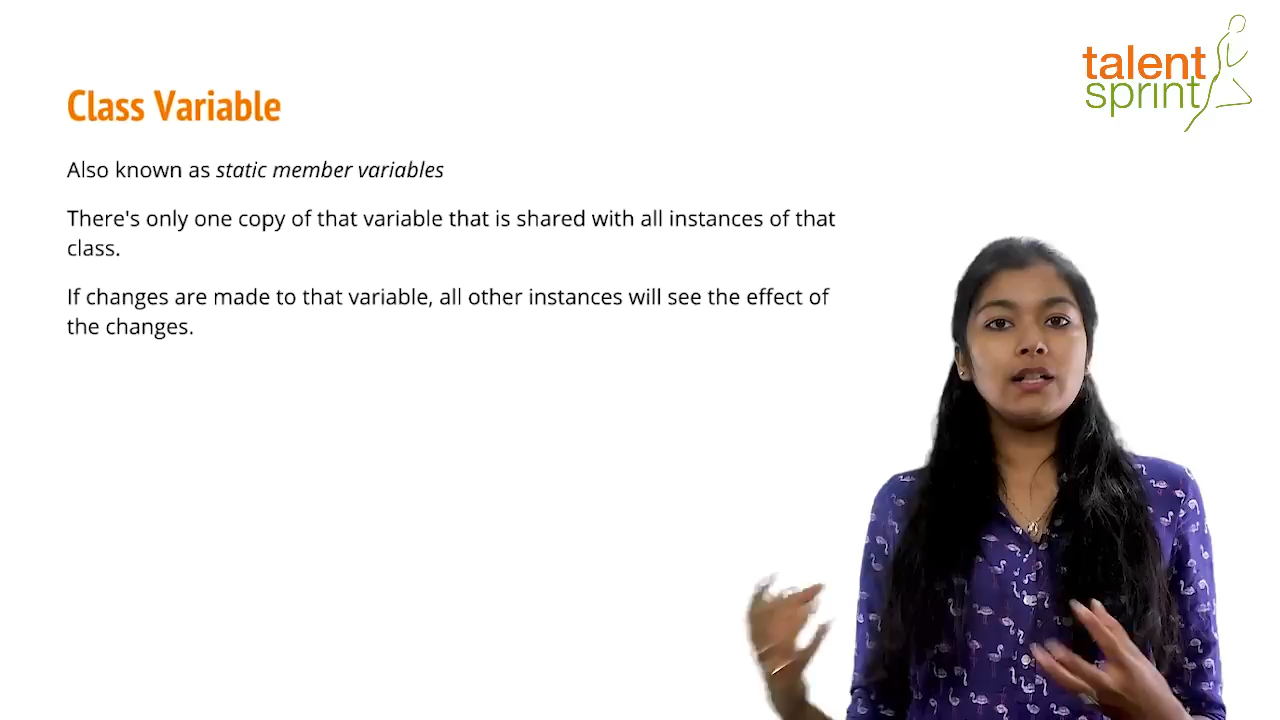 talent
sprint
Class Variable
Also known as static member variables
There's only one copy of that variable that is shared with all instances of that
class.
If changes are made to that variable, all other instances will see the effect of
the changes.